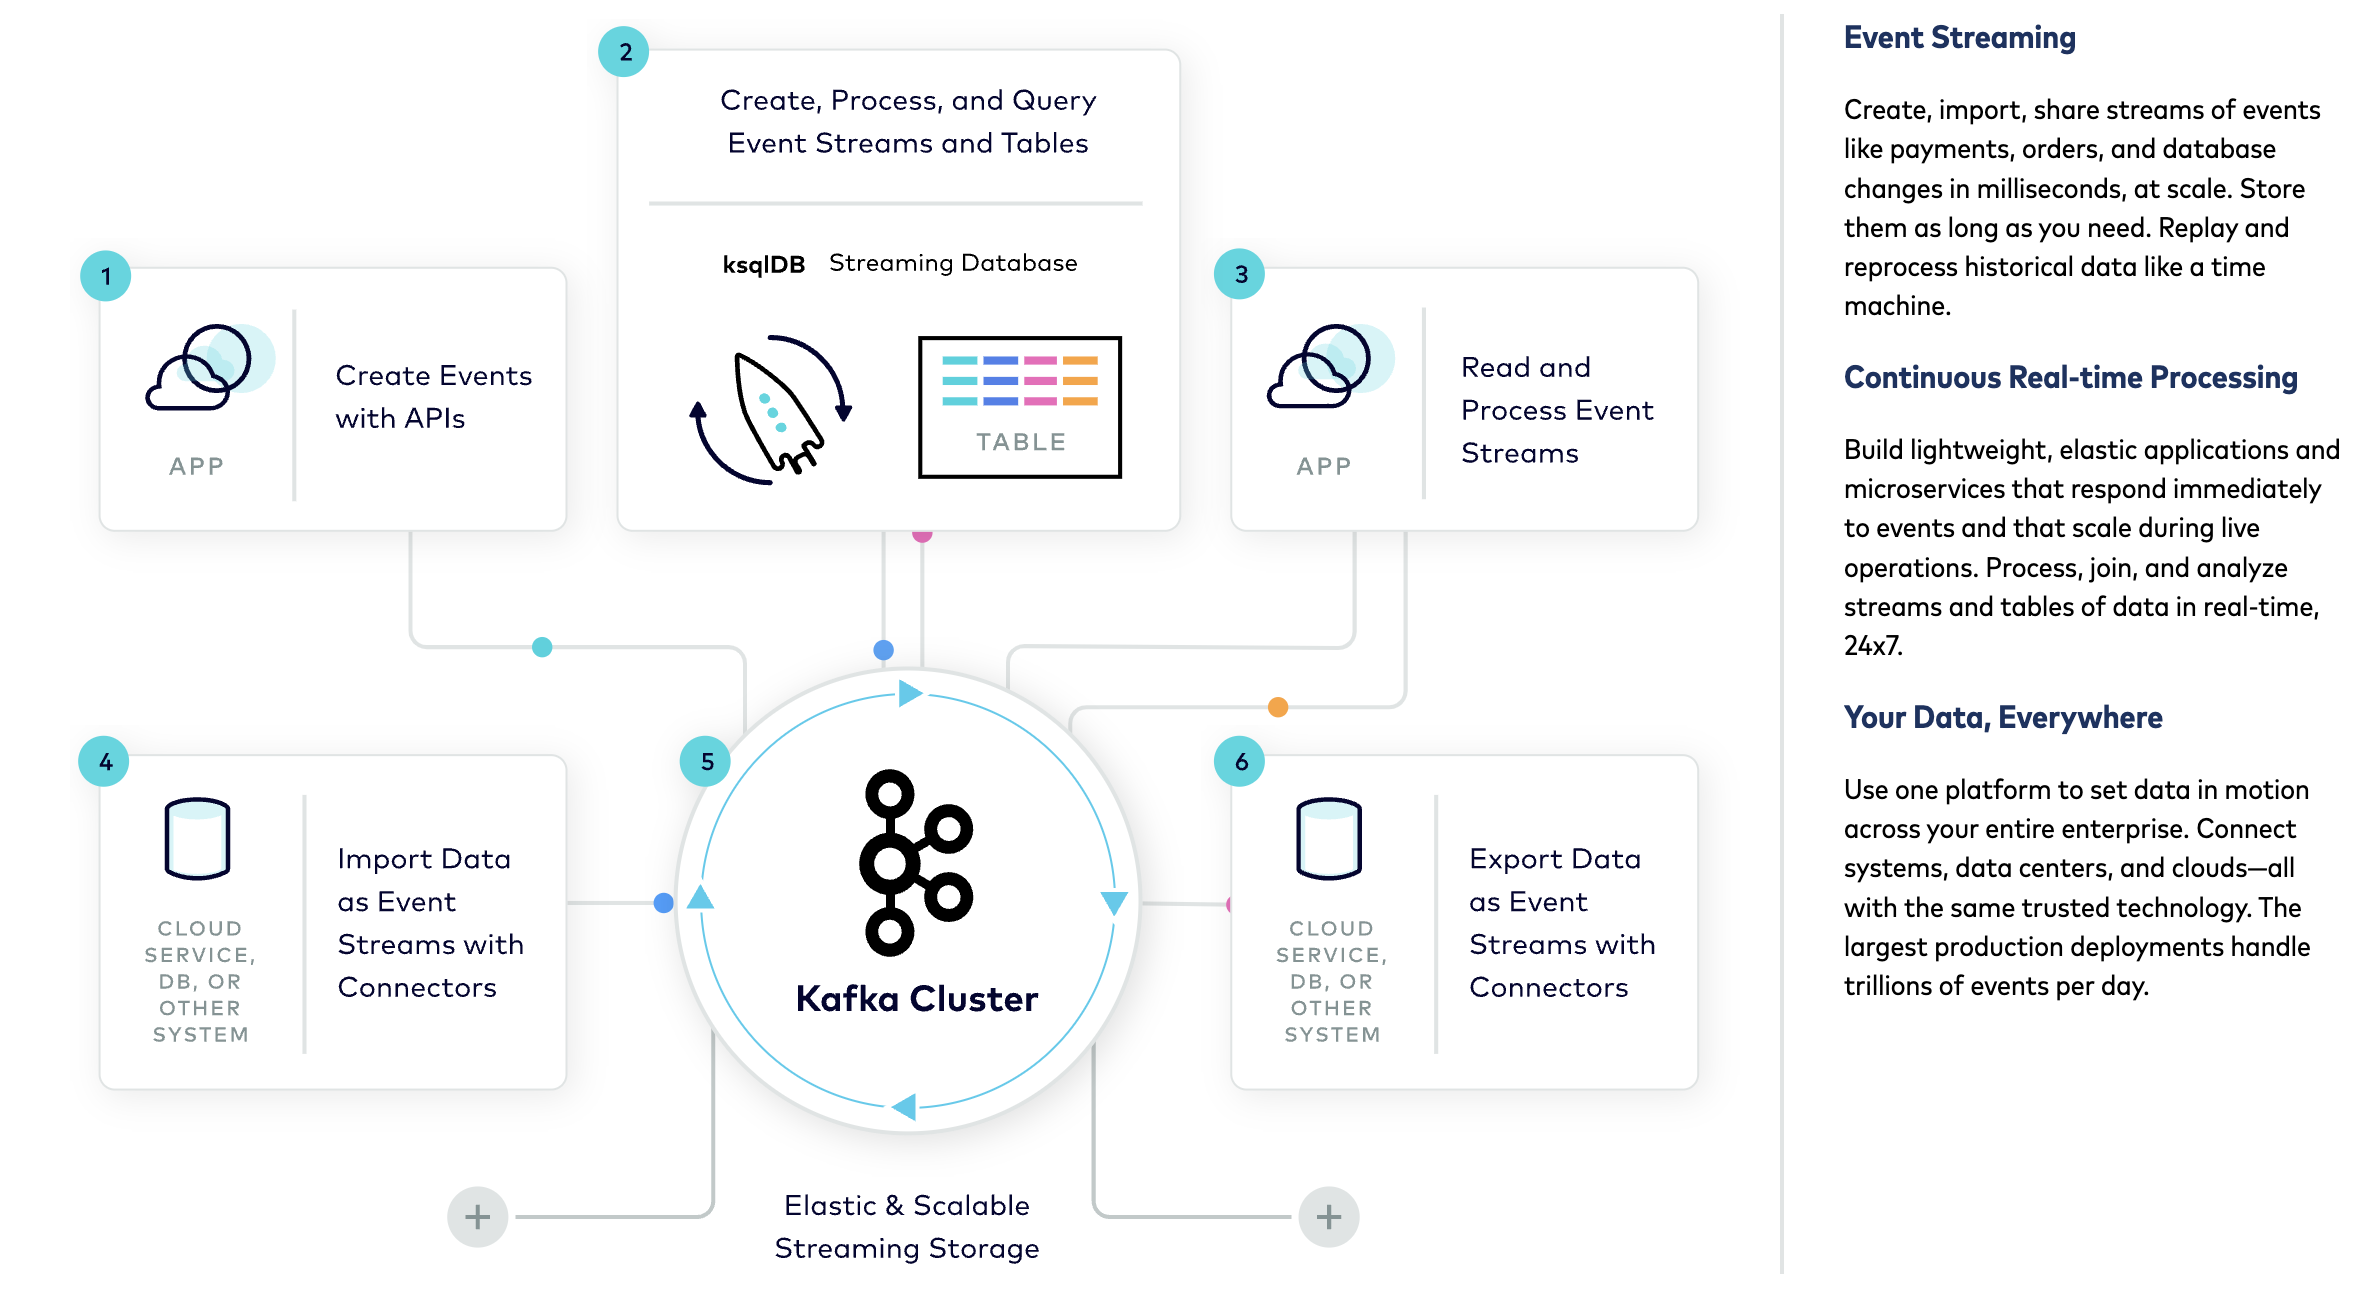 1
APP
Create Events
with APIs
2
Create, Process, and Query
Event Streams and Tables
ksqlDB Streaming Database
TABLE
3
APP
Read and
Process Event
Streams
4
CLOUD
SERVICE,
DB, OR
OTHER
SYSTEM
Import Data
as Event
Streams with
Connectors
5
Kafka Cluster
Elastic & Scalable
Streaming Storage
+
+
6
CLOUD
SERVICE,
DB, OR
OTHER
SYSTEM
Export Data
as Event
Streams with
Connectors
Event Streaming
Create, import, share streams of events
like payments, orders, and database
changes in milliseconds, at scale. Store
them as long as you need. Replay and
reprocess historical data like a time
machine.
Continuous Real-time Processing
Build lightweight, elastic applications and
microservices that respond immediately
to events and that scale during live
operations. Process, join, and analyze
streams and tables of data in real-time,
24x7.
Your Data, Everywhere
Use one platform to set data in motion
across your entire enterprise. Connect
systems, data centers, and clouds—all
with the same trusted technology. The
largest production deployments handle
trillions of events per day.